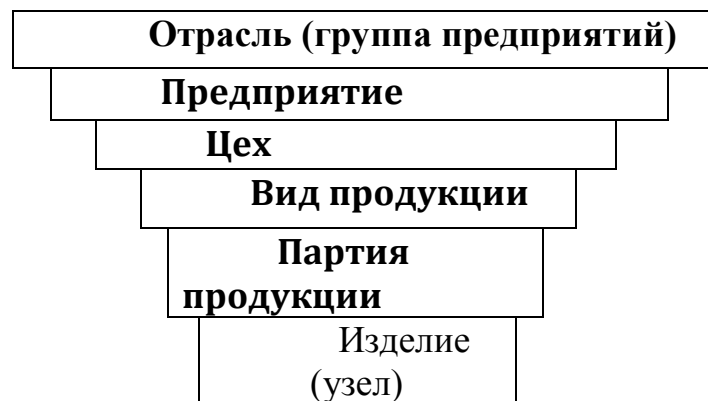 Отрасль (группа предприятий)
Предприятие
Цех
Вид продукции
Партия
продукции
Изделие
(узел)